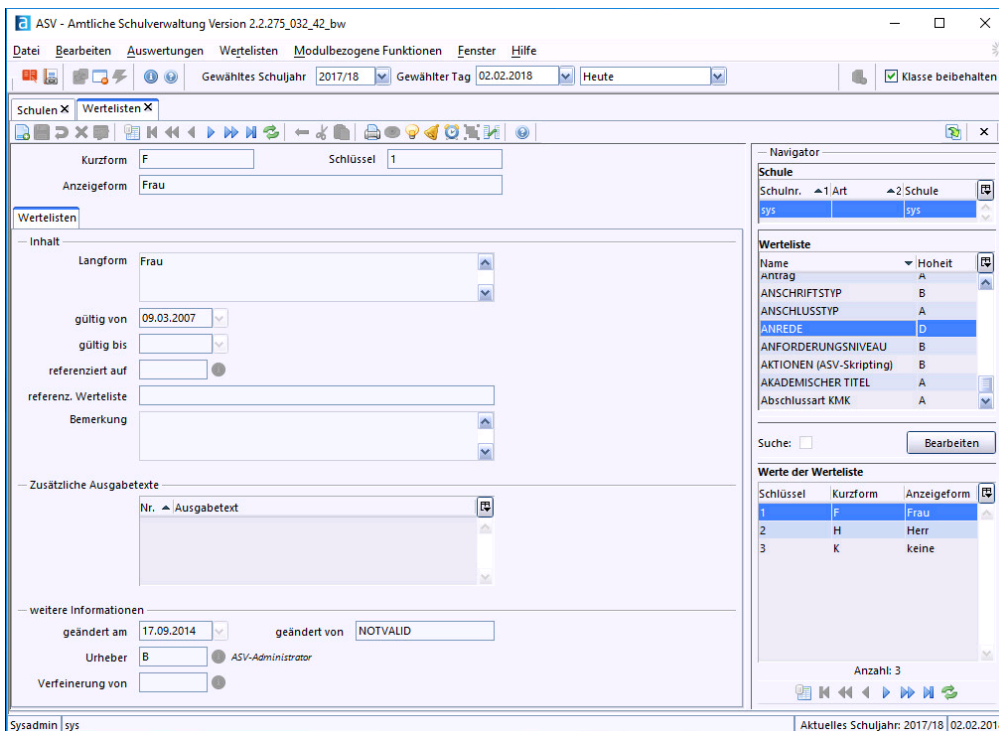 ASV - Amtliche Schulverwaltung Version 2.2.275_032_42_bw
Datei Bearbeiten Auswertungen Wertelisten Modulbezogene Funktionen Fenster Hilfe
Gewähltes Schuljahr 2017/18 Gewählter Tag 02.02.2018 Heute Klasse beibehalten
Schulen Wertelisten
Kurzform F Schlüssel 1
Anzeigeform Frau
Wertelisten
Inhalt
Langform Frau
gültig von 09.03.2007
gültig bis
referenziert auf
referenz. Werteliste
Bemerkung
Zusätzliche Ausgabetexte
Nr. Ausgabetext
weitere Informationen
geändert am 17.09.2014 geändert von NOTVALID
Urheber B ASV-Administrator
Verfeinerung von
Navigator
Schule
Schulnr. 1 Art 2 Schule
sys sys
Werteliste
Name Hoheit
Antrag A
ANSCHRIFTSTYP B
ANSCHLUSSTYP A
ANREDE D
ANFORDERUNGSNIVEAU B
AKTIONEN (ASV-Skripting) B
AKADEMISCHER TITEL A
Abschlussart KMK A
Suche: Bearbeiten
Werte der Werteliste
Schlüssel Kurzform Anzeigeform
1 F Frau
2 H Herr
3 K keine
Anzahl: 3
Sysadmin sys Aktuelles Schuljahr: 2017/18 02.02.201